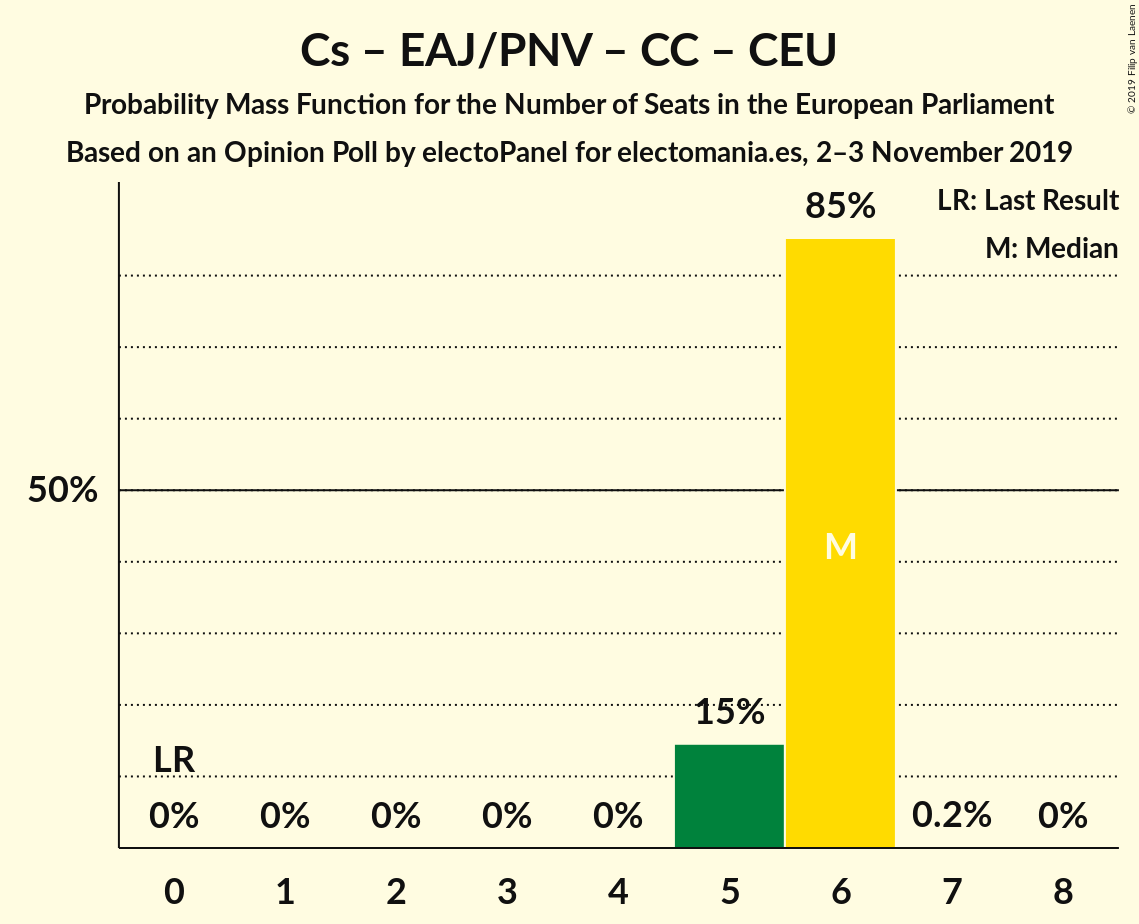 Cs – EAJ/PNV – CC – CEU
Probability Mass Function for the Number of Seats in the European Parliament
Based on an Opinion Poll by electoPanel for electomania.es, 2–3 November 2019
© 2019 Filip van Laenen
LR: Last Result
M: Median
85%
50%
M
15%
LR
0% 0% 0% 0% 0% 0.2% 0%
0 1 2 3 4 5 6 7 8